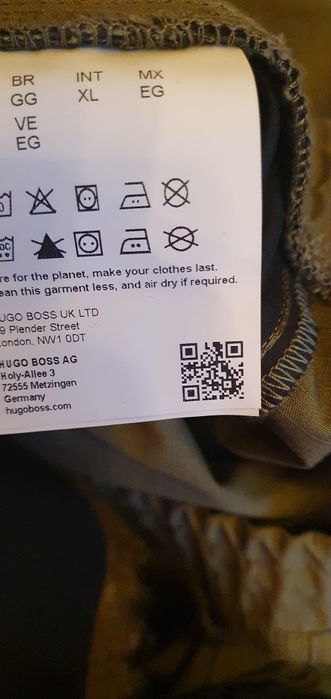 BR INT MX
GG XL EG
VE
EG
re for the planet, make your clothes last.
ean this garment less, and air dry if required.
UGO BOSS UK LTD
9 Plender Street
ondon, NW1 0DT
HUGO BOSS AG
Holy-Allee 3
72555 Metzingen
Germany
hugoboss.com